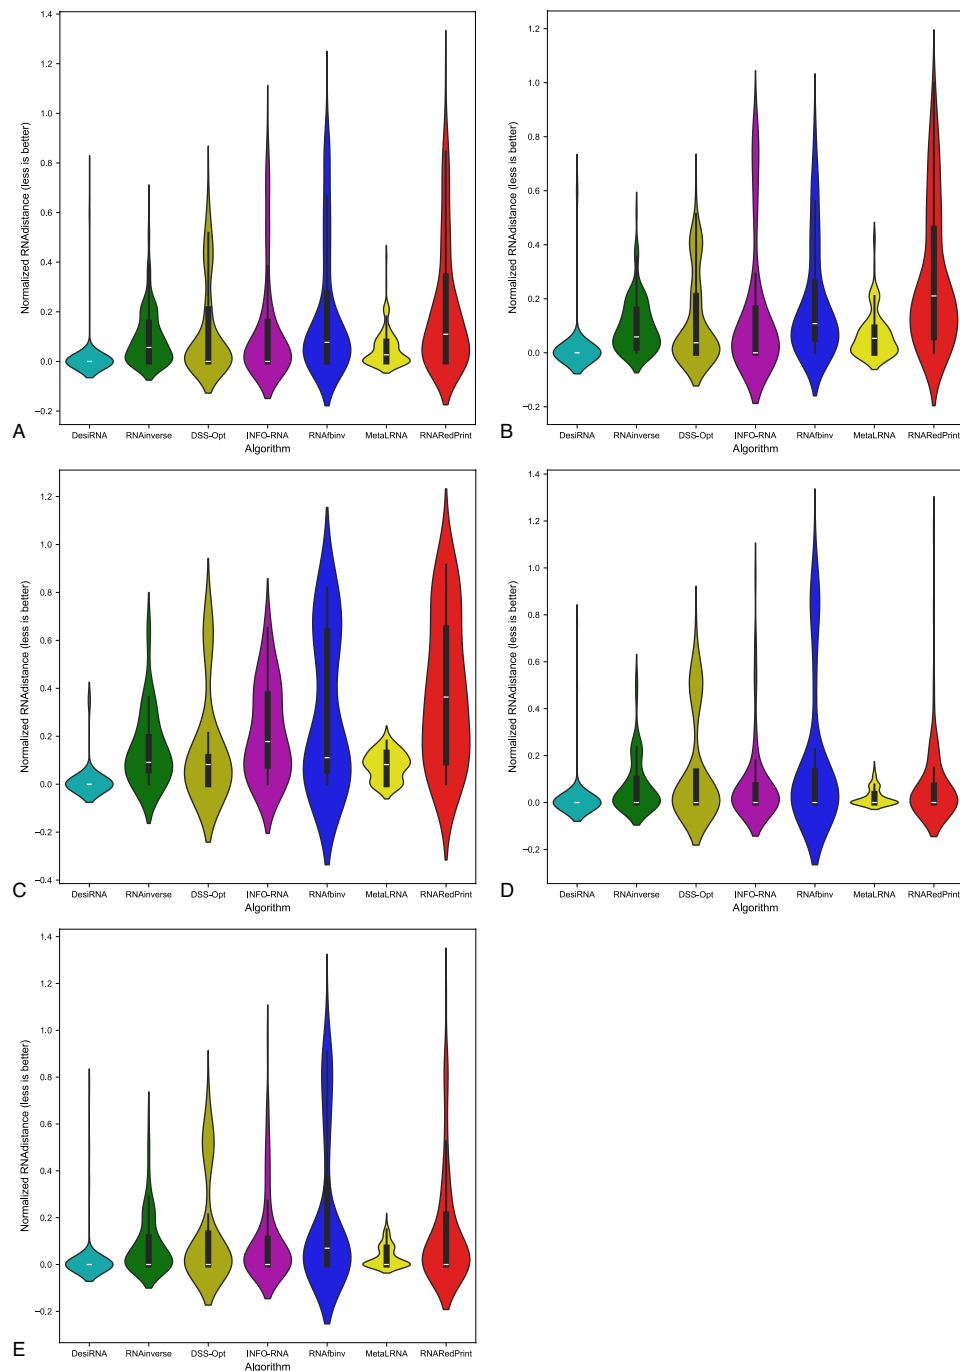 1.4
1.2
1.0
0.8
0.6
0.4
0.2
0.0
−0.2
Normalized RNAdistance (less is better)
DesiRNA RNAinverse DSS-Opt INFO-RNA RNAfbinv MetaLRNA RNARedPrint
Algorithm
A
1.2
1.0
0.8
0.6
0.4
0.2
0.0
−0.2
Normalized RNAdistance (less is better)
DesiRNA RNAinverse DSS-Opt INFO-RNA RNAfbinv MetaLRNA RNARedPrint
Algorithm
B
1.2
1.0
0.8
0.6
0.4
0.2
0.0
−0.2
−0.4
Normalized RNAdistance (less is better)
DesiRNA RNAinverse DSS-Opt INFO-RNA RNAfbinv MetaLRNA RNARedPrint
Algorithm
C
1.4
1.2
1.0
0.8
0.6
0.4
0.2
0.0
−0.2
Normalized RNAdistance (less is better)
DesiRNA RNAinverse DSS-Opt INFO-RNA RNAfbinv MetaLRNA RNARedPrint
Algorithm
D
1.4
1.2
1.0
0.8
0.6
0.4
0.2
0.0
−0.2
Normalized RNAdistance (less is better)
DesiRNA RNAinverse DSS-Opt INFO-RNA RNAfbinv MetaLRNA RNARedPrint
Algorithm
E